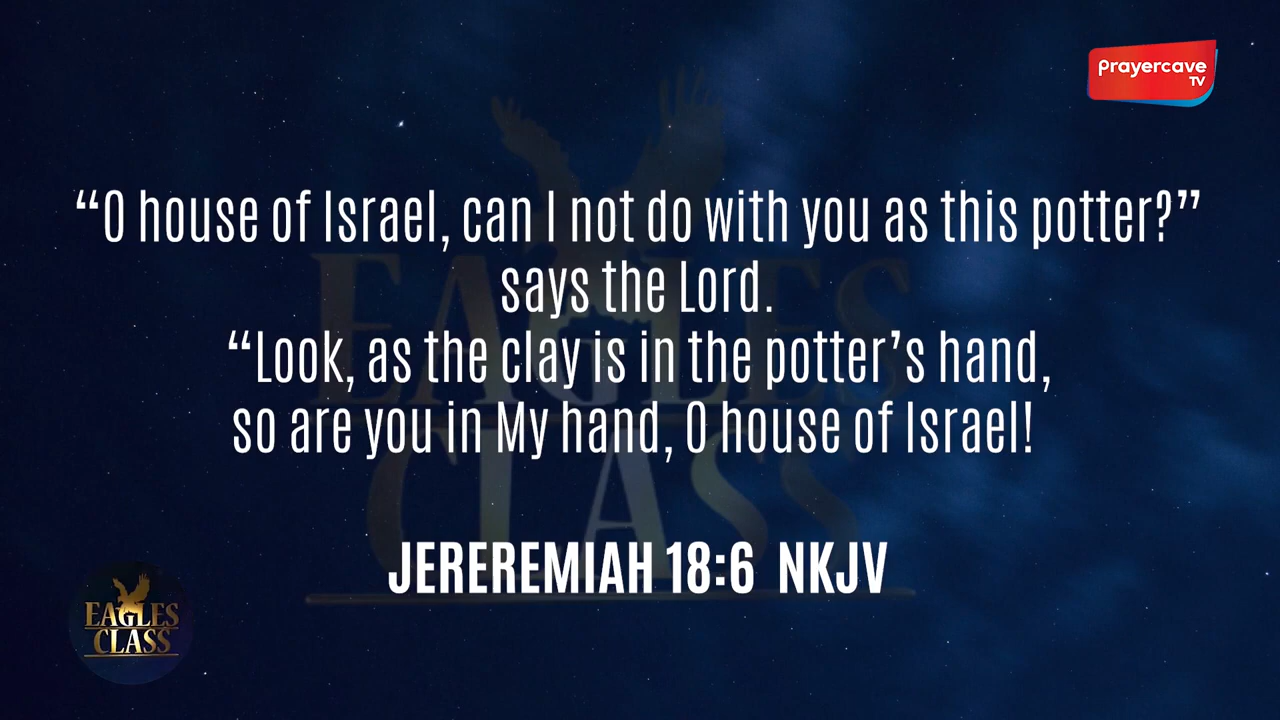 Prayercave
TV
“O house of Israel, can I not do with you as this potter?”
says the Lord.
“Look, as the clay is in the potter’s hand,
so are you in My hand, O house of Israel!
JEREREMIAH 18:6 NKJV
EAGLES
CLASS
EAGLES
CLASS